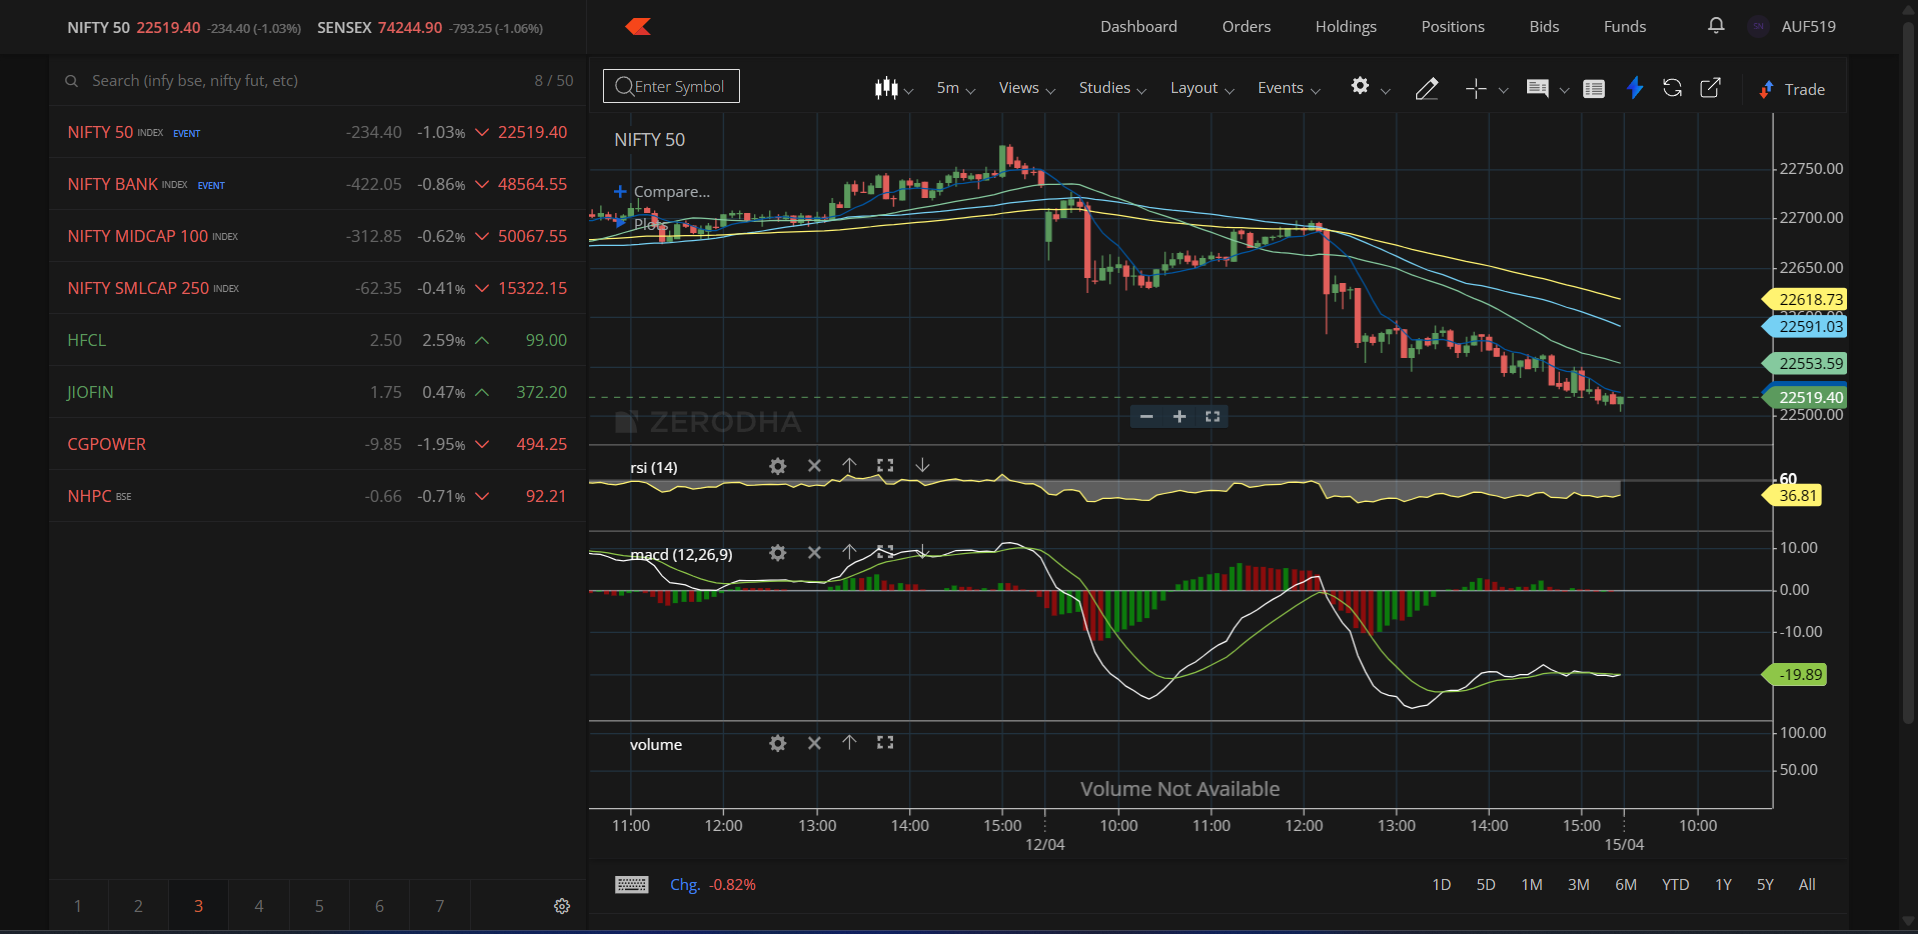 NIFTY 50 22519.40 -234.40 (-1.03%) SENSEX 74244.90 -793.25 (-1.06%)
Dashboard Orders Holdings Positions Bids Funds SN AUF519
Search (infy bse, nifty fut, etc) 8 / 50
NIFTY 50 INDEX EVENT -234.40 -1.03% 22519.40
NIFTY BANK INDEX EVENT -422.05 -0.86% 48564.55
NIFTY MIDCAP 100 INDEX -312.85 -0.62% 50067.55
NIFTY SMLCAP 250 INDEX -62.35 -0.41% 15322.15
HFCL 2.50 2.59% 99.00
JIOFIN 1.75 0.47% 372.20
CGPOWER -9.85 -1.95% 494.25
NHPC BSE -0.66 -0.71% 92.21
1 2 3 4 5 6 7
Enter Symbol 5m Views Studies Layout Events Trade
NIFTY 50
Compare...
Plots
22750.00
22700.00
22650.00
22618.73
22600.00
22591.03
22553.59
22519.40
22500.00
ZERODHA
rsi (14)
60
36.81
macd (12,26,9)
10.00
0.00
-10.00
-19.89
volume
100.00
50.00
Volume Not Available
11:00 12:00 13:00 14:00 15:00 10:00 11:00 12:00 13:00 14:00 15:00 10:00
12/04 15/04
Chg. -0.82% 1D 5D 1M 3M 6M YTD 1Y 5Y All